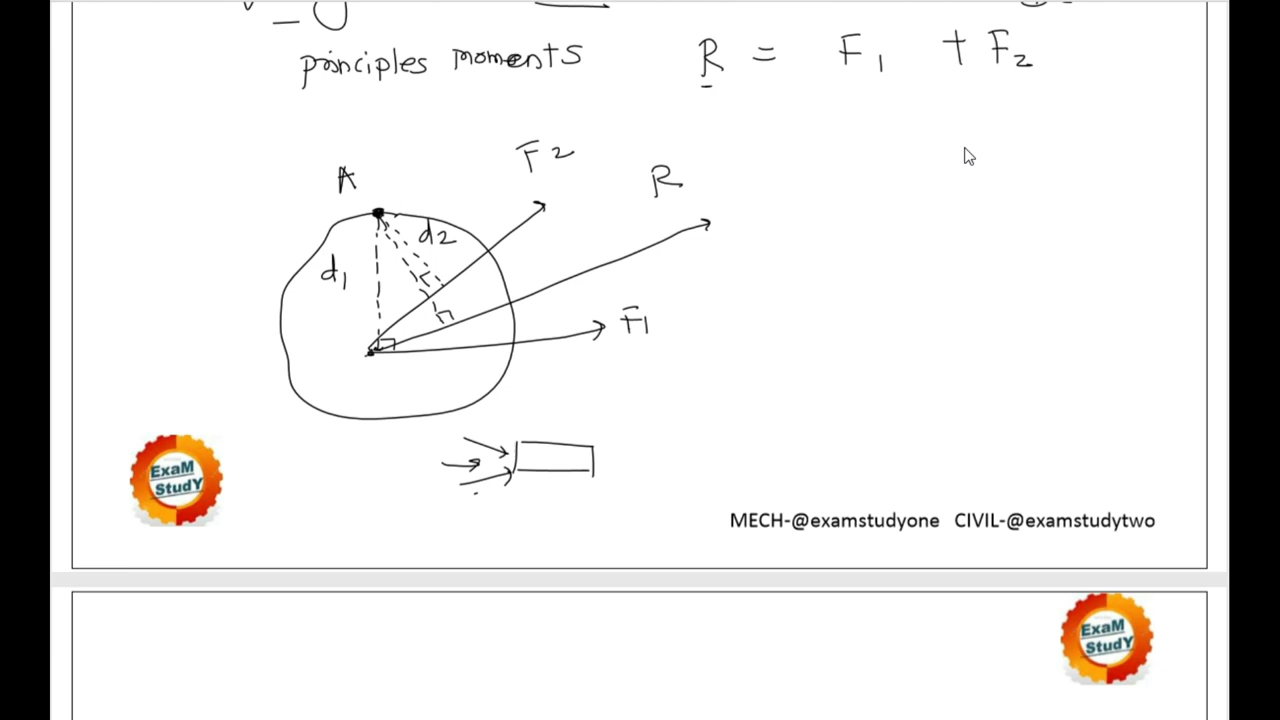 principles moments R = F1 + F2
F2
A
R
d2
d1
F1
ExaM
StudY
MECH-@examstudyone CIVIL-@examstudytwo
ExaM
StudY